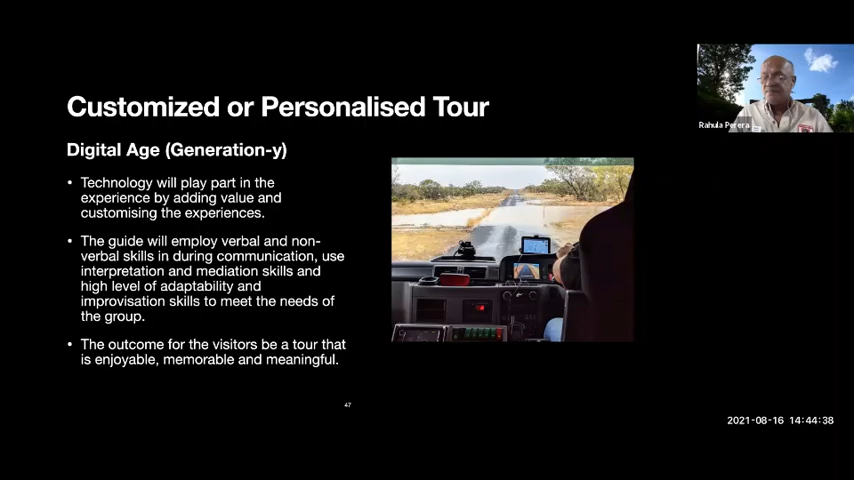 Customized or Personalised Tour
Digital Age (Generation-y)
• Technology will play part in the
experience by adding value and
customising the experiences.
• The guide will employ verbal and non-
verbal skills in during communication, use
interpretation and mediation skills and
high level of adaptability and
improvisation skills to meet the needs of
the group.
• The outcome for the visitors be a tour that
is enjoyable, memorable and meaningful.
47
Rahula Perera
2021-08-16 14:44:38